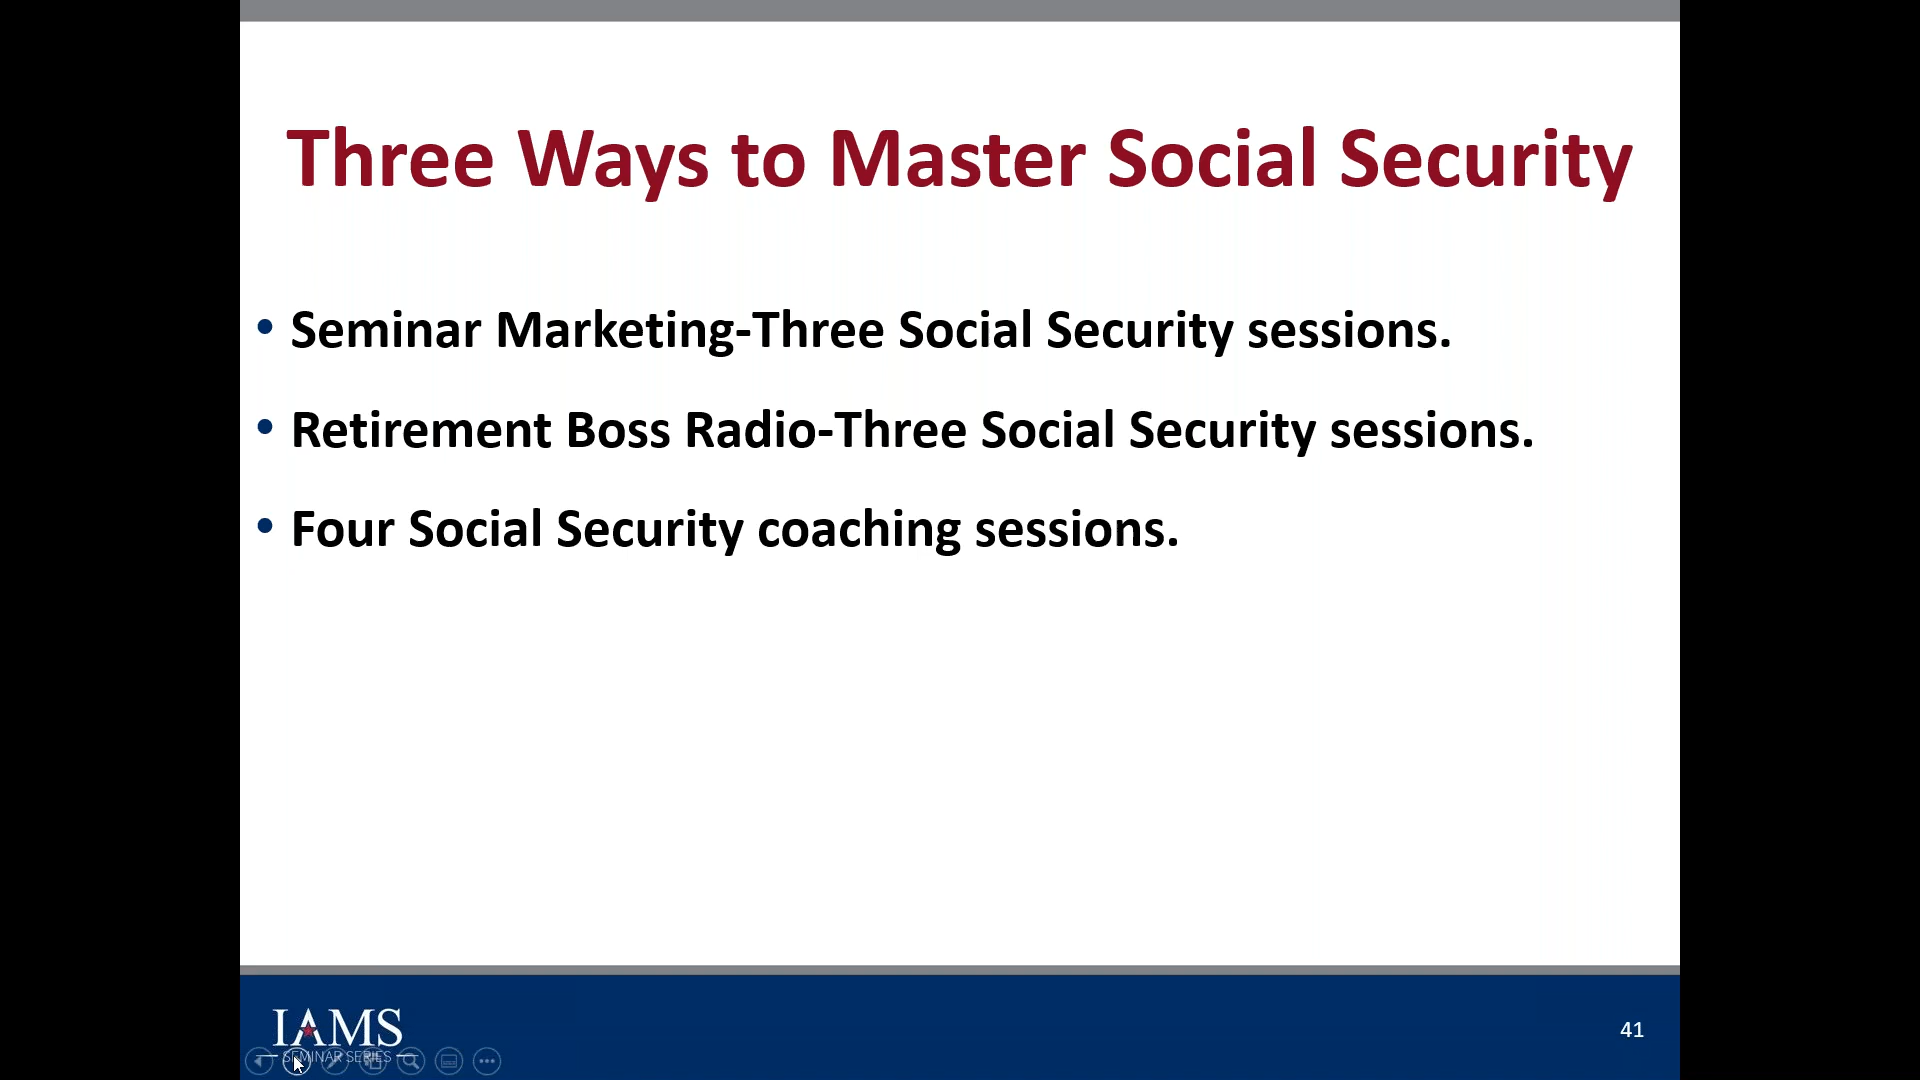 Three Ways to Master Social Security
• Seminar Marketing-Three Social Security sessions.
• Retirement Boss Radio-Three Social Security sessions.
• Four Social Security coaching sessions.
IAMS
SEMINAR SERIES
41